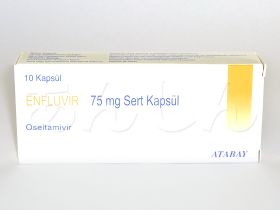 10 Kapsül
ENFLUVIR 75 mg Sert Kapsül
Oseltamivir
ATABAY